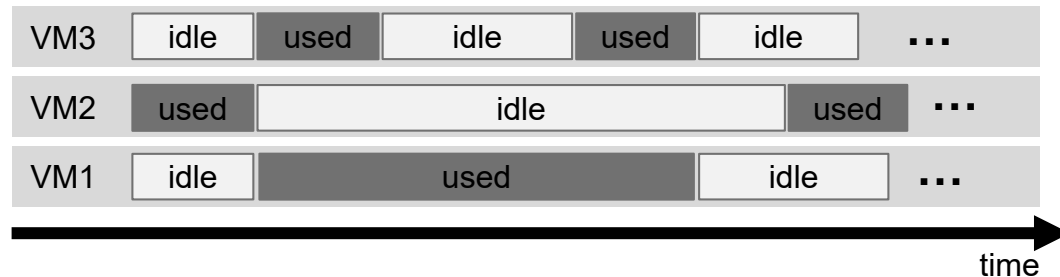 VM3 idle used idle used idle ...
VM2 used idle used ...
VM1 idle used idle ...
time